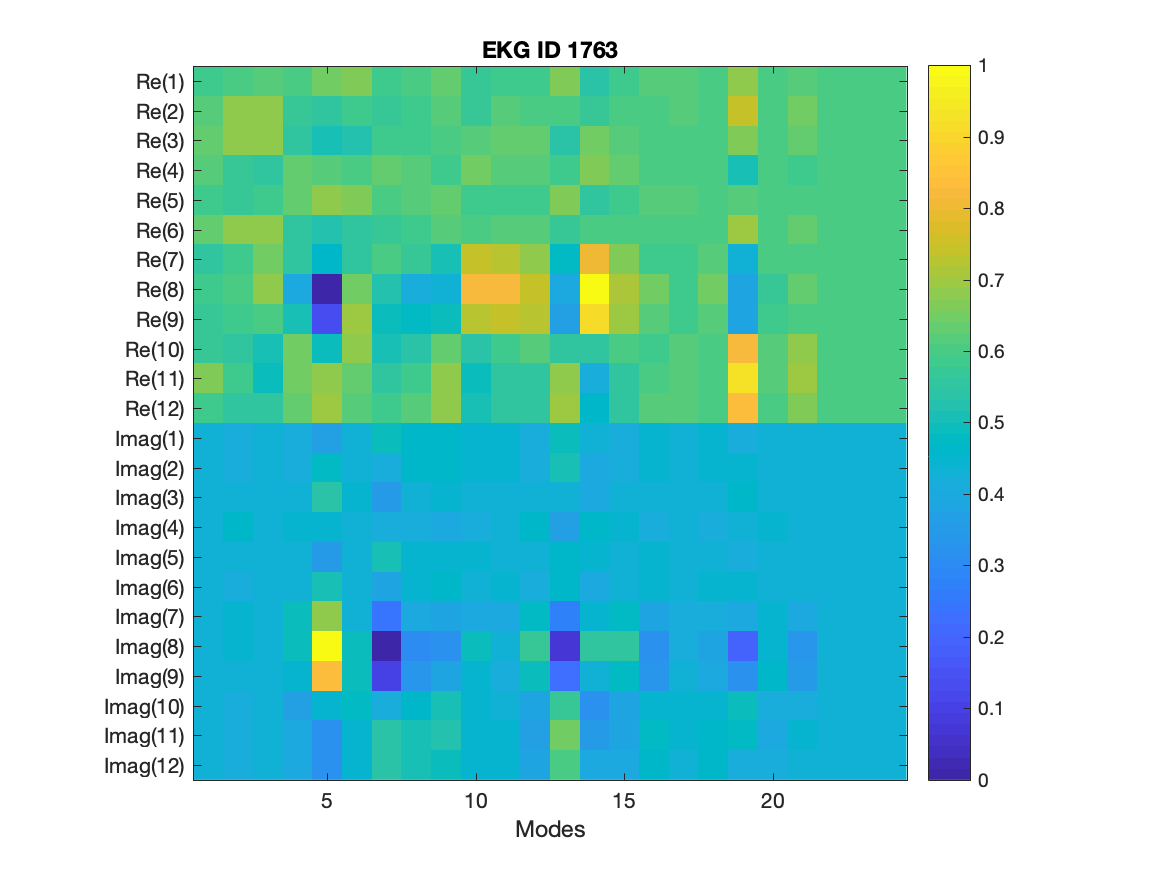 EKG ID 1763
Re(1)
Re(2)
Re(3)
Re(4)
Re(5)
Re(6)
Re(7)
Re(8)
Re(9)
Re(10)
Re(11)
Re(12)
Imag(1)
Imag(2)
Imag(3)
Imag(4)
Imag(5)
Imag(6)
Imag(7)
Imag(8)
Imag(9)
Imag(10)
Imag(11)
Imag(12)
5 10 15 20
Modes
1
0.9
0.8
0.7
0.6
0.5
0.4
0.3
0.2
0.1
0